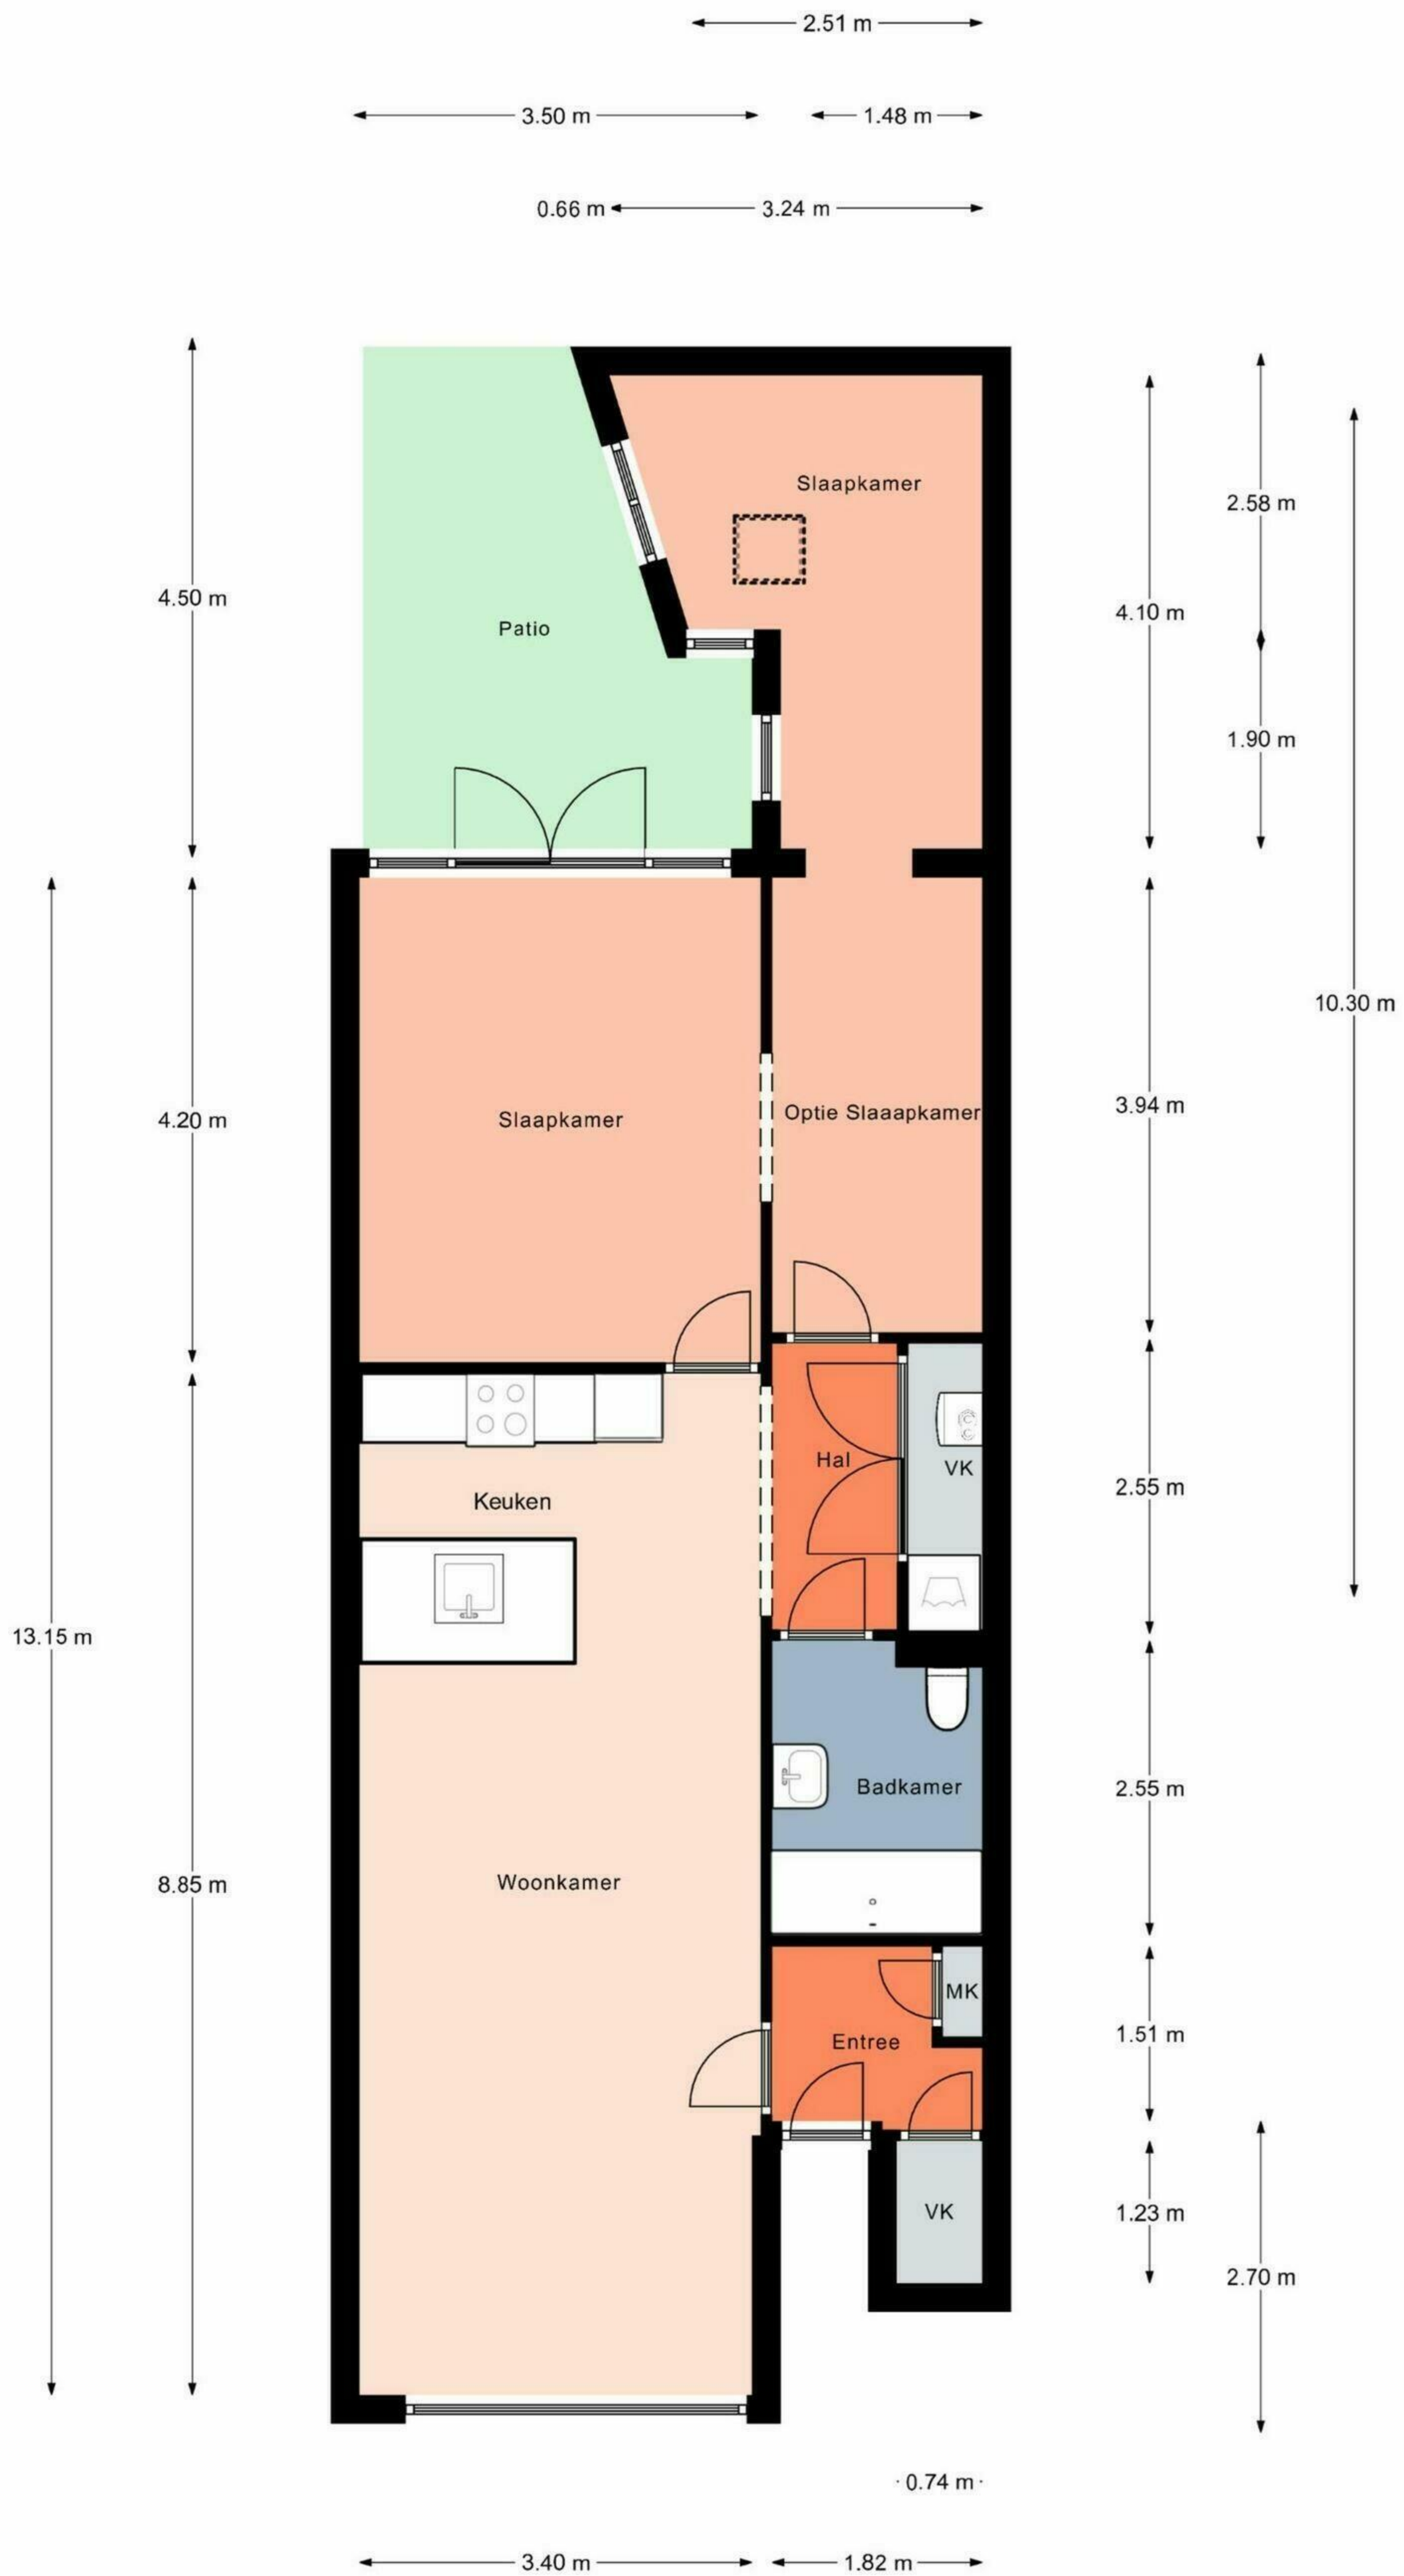 2.51 m
3.50 m
1.48 m
0.66 m
3.24 m
Slaapkamer
2.58 m
4.50 m
4.10 m
Patio
1.90 m
10.30 m
4.20 m
Slaapkamer
Optie Slaaapkamer
3.94 m
Hal
VK
2.55 m
Keuken
13.15 m
Badkamer
2.55 m
8.85 m
Woonkamer
MK
Entree
1.51 m
VK
1.23 m
2.70 m
0.74 m
3.40 m
1.82 m